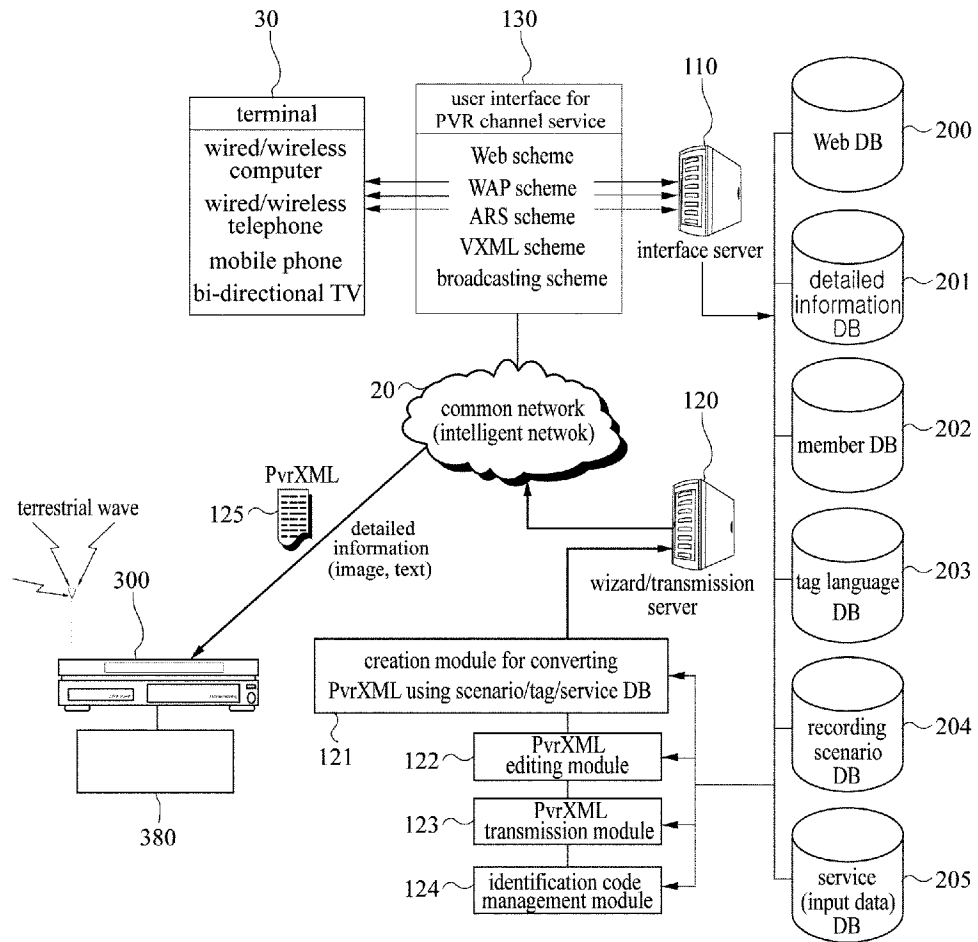 30
130
110
terminal
wired/wireless
computer
wired/wireless
telephone
mobile phone
bi-directional TV
user interface for
PVR channel service
Web scheme
WAP scheme
ARS scheme
VXML scheme
broadcasting scheme
interface server
Web DB
200
detailed
information
DB
201
20
common network
(intelligent netwok)
120
member DB
202
PvrXML
125
terrestrial wave
detailed
information
(image, text)
wizard/transmission
server
tag language
DB
203
300
creation module for converting
PvrXML using scenario/tag/service DB
121
recording
scenario
DB
204
122
PvrXML
editing module
123
PvrXML
transmission module
380
124
identification code
management module
service
(input data)
DB
205